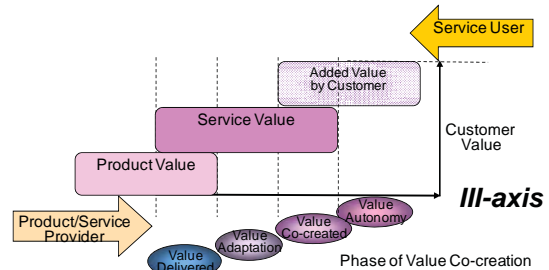 Service User
Added Value
by Customer
Service Value
Customer
Value
Product Value
III-axis
Product/Service
Provider
Value
Autonomy
Value
Co-created
Value
Adaptation
Value
Delivered
Phase of Value Co-creation